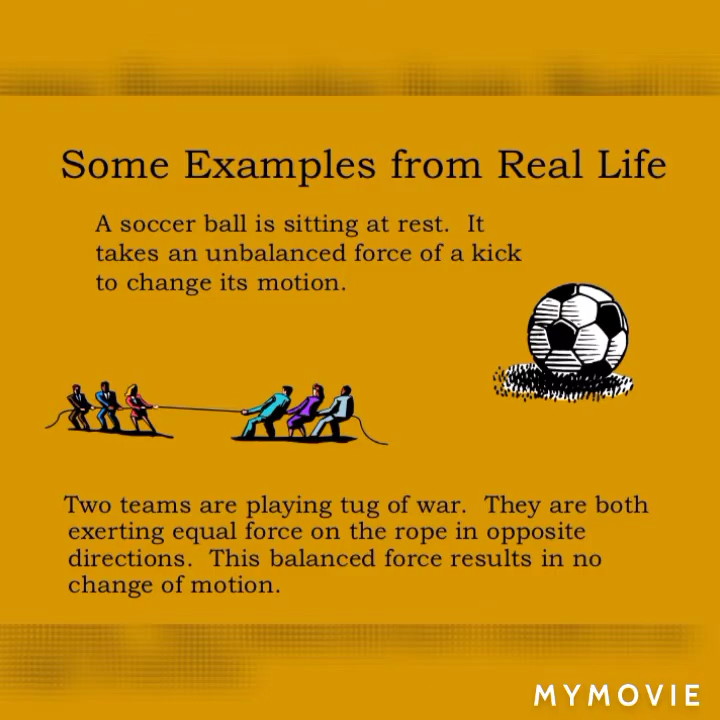 Some Examples from Real Life
A soccer ball is sitting at rest. It
takes an unbalanced force of a kick
to change its motion.
Two teams are playing tug of war. They are both
exerting equal force on the rope in opposite
directions. This balanced force results in no
change of motion.
MYMOVIE